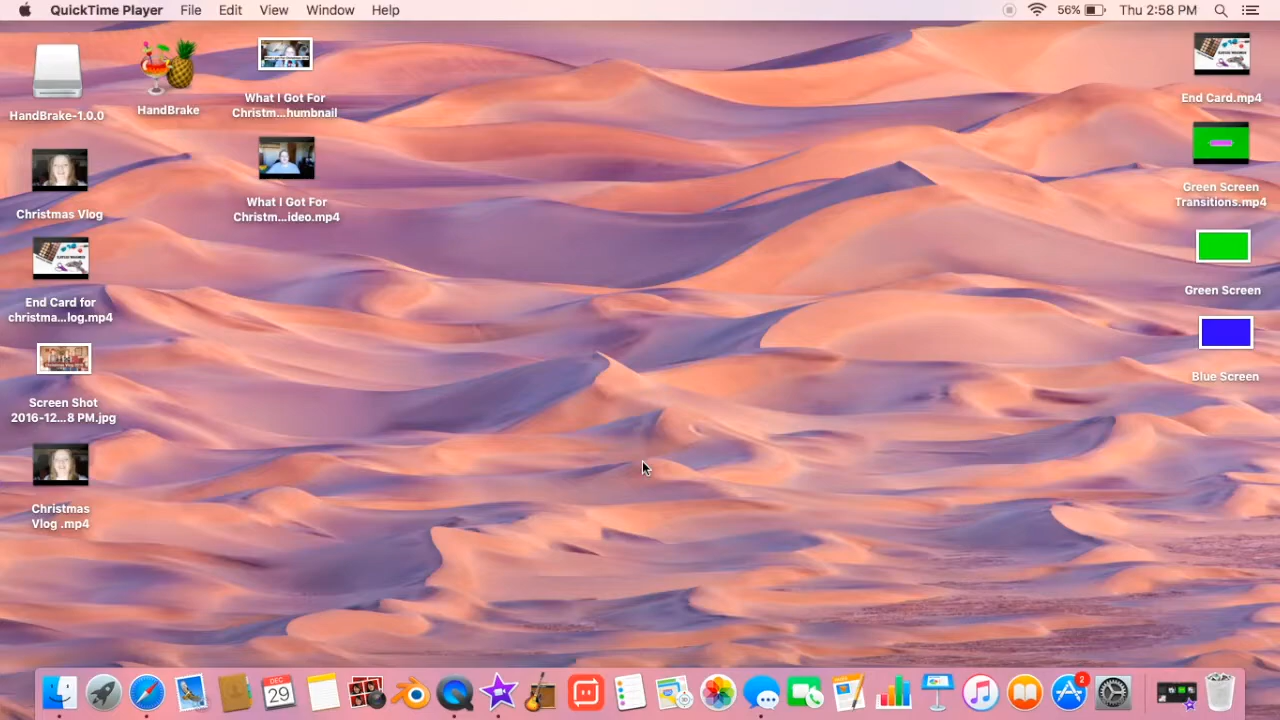 QuickTime Player File Edit View Window Help 56% Thu 2:58 PM
HandBrake-1.0.0
HandBrake
What I Got For
Christm...humbnail
End Card.mp4
Christmas Vlog
What I Got For
Christm...ideo.mp4
Green Screen
Transitions.mp4
End Card for
christma...log.mp4
Green Screen
Screen Shot
2016-12...8 PM.jpg
Blue Screen
Christmas
Vlog .mp4
DEC
29
2